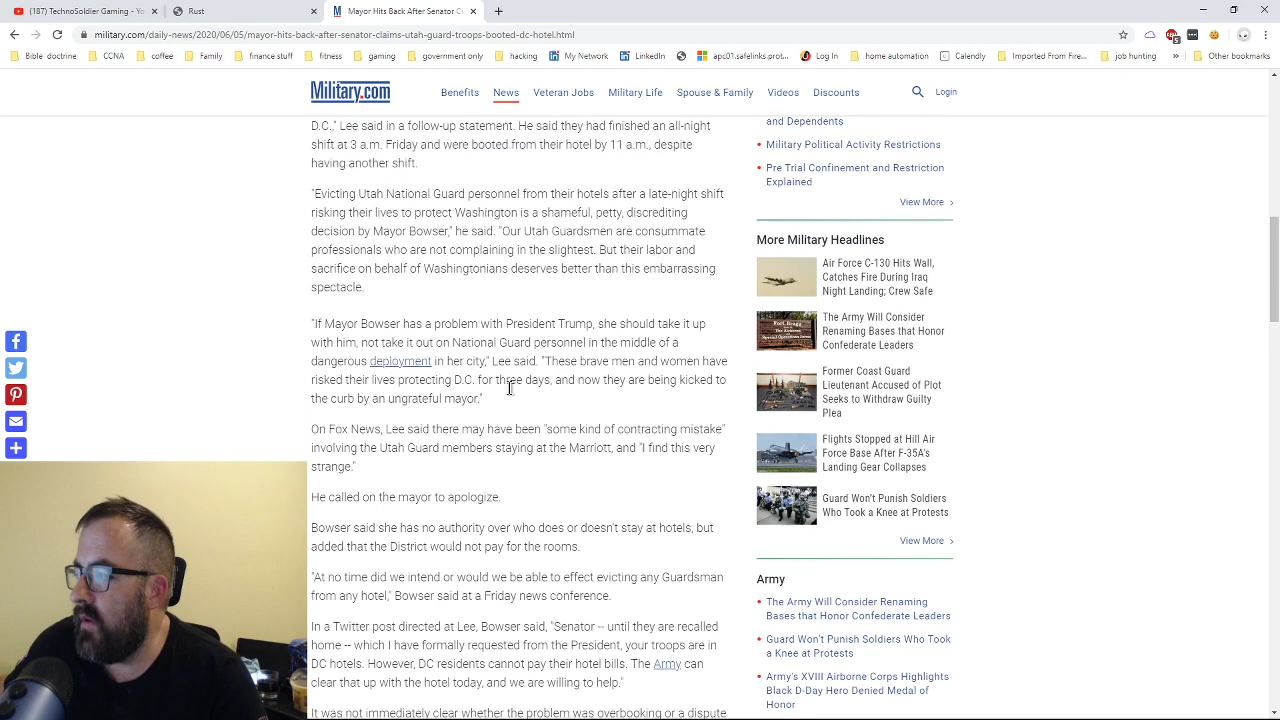 (187) TechnoSoldier Gaming - Yo
Rust
Mayor Hits Back After Senator Cl
military.com/daily-news/2020/06/05/mayor-hits-back-after-senator-claims-utah-guard-troops-booted-dc-hotel.html
Bible doctrine
CCNA
coffee
Family
finance stuff
fitness
gaming
hacking
My Network
LinkedIn
apc01.safelinks.prot...
Log In
home automation
Calendly
Imported From Firef...
job hunting
»
Other bookmarks
Military.com
Benefits
News
Veteran Jobs
Military Life
Spouse & Family
Videos
Discounts
Login
D.C.," Lee said in a follow-up statement. He said they had finished an all-night
shift at 3 a.m. Friday and were booted from their hotel by 11 a.m., despite
having another shift.
"Evicting Utah National Guard personnel from their hotels after a late-night shift
risking their lives to protect Washington is a shameful, petty, discrediting
decision by Mayor Bowser," he said. "Our Utah Guardsmen are consummate
professionals who are not complaining in the slightest. But their labor and
sacrifice on behalf of Washingtonians deserves better than this embarrassing
spectacle.
"If Mayor Bowser has a problem with President Trump, she should take it up
with him, not take it out on National Guard personnel in the middle of a
dangerous deployment in her city," Lee said. "These brave men and women have
risked their lives protecting D.C. for three days, and now they are being kicked to
the curb by an ungrateful mayor."
On Fox News, Lee said there may have been "some kind of contracting mistake"
involving the Utah Guard members staying at the Marriott, and "I find this very
strange."
He called on the mayor to apologize.
Bowser said she has no authority over who does or doesn't stay at hotels, but
added that the District would not pay for the rooms.
"At no time did we intend or would we be able to effect evicting any Guardsman
from any hotel," Bowser said at a Friday news conference.
In a Twitter post directed at Lee, Bowser said, "Senator -- until they are recalled
home -- which I have formally requested from the President, your troops are in
DC hotels. However, DC residents cannot pay their hotel bills. The Army can
clear that up with the hotel today, and we are willing to help."
It was not immediately clear whether the problem was overbooking or a dispute
and Dependents
Military Political Activity Restrictions
Pre Trial Confinement and Restriction
Explained
View More
More Military Headlines
Air Force C-130 Hits Wall,
Catches Fire During Iraq
Night Landing; Crew Safe
The Army Will Consider
Renaming Bases that Honor
Confederate Leaders
Former Coast Guard
Lieutenant Accused of Plot
Seeks to Withdraw Guilty
Plea
Flights Stopped at Hill Air
Force Base After F-35A's
Landing Gear Collapses
Guard Won't Punish Soldiers
Who Took a Knee at Protests
View More
Army
The Army Will Consider Renaming
Bases that Honor Confederate Leaders
Guard Won't Punish Soldiers Who Took
a Knee at Protests
Army's XVIII Airborne Corps Highlights
Black D-Day Hero Denied Medal of
Honor